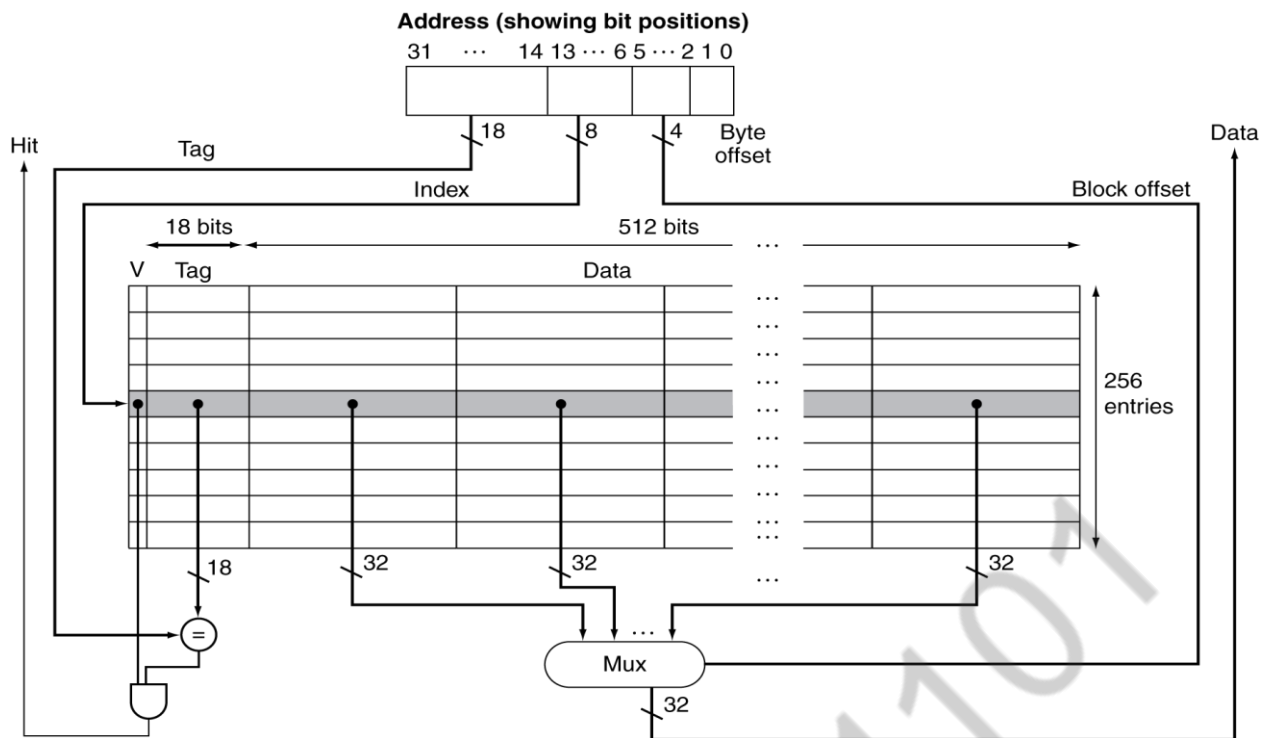 Address (showing bit positions)
31 ··· 14 13 ··· 6 5 ··· 2 1 0
18 8 4 Byte offset
Hit
Tag
Data
Index
Block offset
18 bits
512 bits
...
V
Tag
Data
...
...
...
...
...
256 entries
...
...
...
...
...
...
18
32
32
...
32
=
...
Mux
32
1101